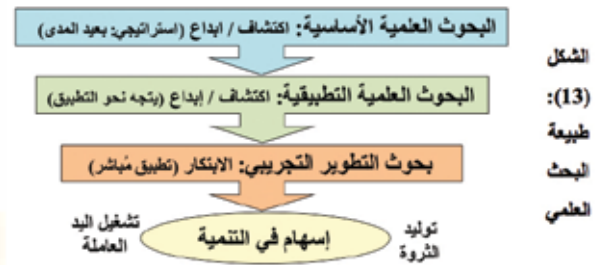 البحوث العلمية الأساسية: اكتشاف / ابداع (استراتيجي: بعيد المدى)
البحوث العلمية التطبيقية: اكتشاف / إبداع (يتجه نحو التطبيق)
بحوث التطوير التجريبي: الابتكار (تطبيق مُباشر)
إسهام في التنمية
توليد
الثروة
تشغيل اليد
العاملة
الشكل
(13):
طبيعة
البحث
العلمي